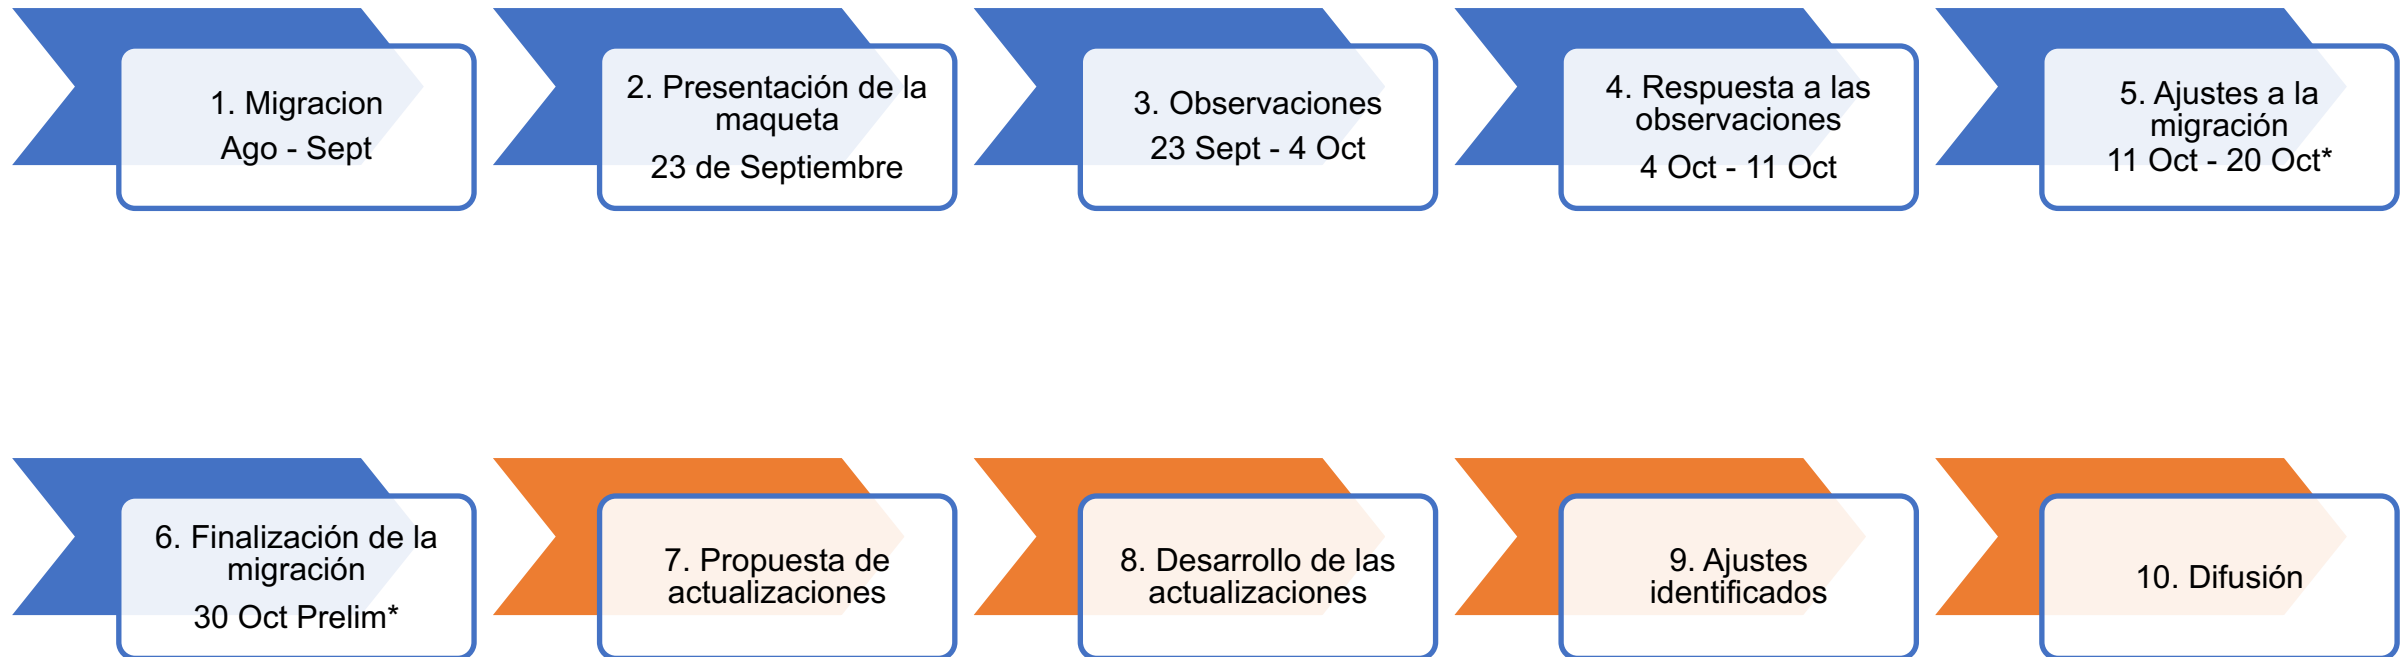 1. Migracion
Ago - Sept
2. Presentación de la
maqueta
23 de Septiembre
3. Observaciones
23 Sept - 4 Oct
4. Respuesta a las
observaciones
4 Oct - 11 Oct
5. Ajustes a la
migración
11 Oct - 20 Oct*
6. Finalización de la
migración
30 Oct Prelim*
7. Propuesta de
actualizaciones
8. Desarrollo de las
actualizaciones
9. Ajustes
identificados
10. Difusión